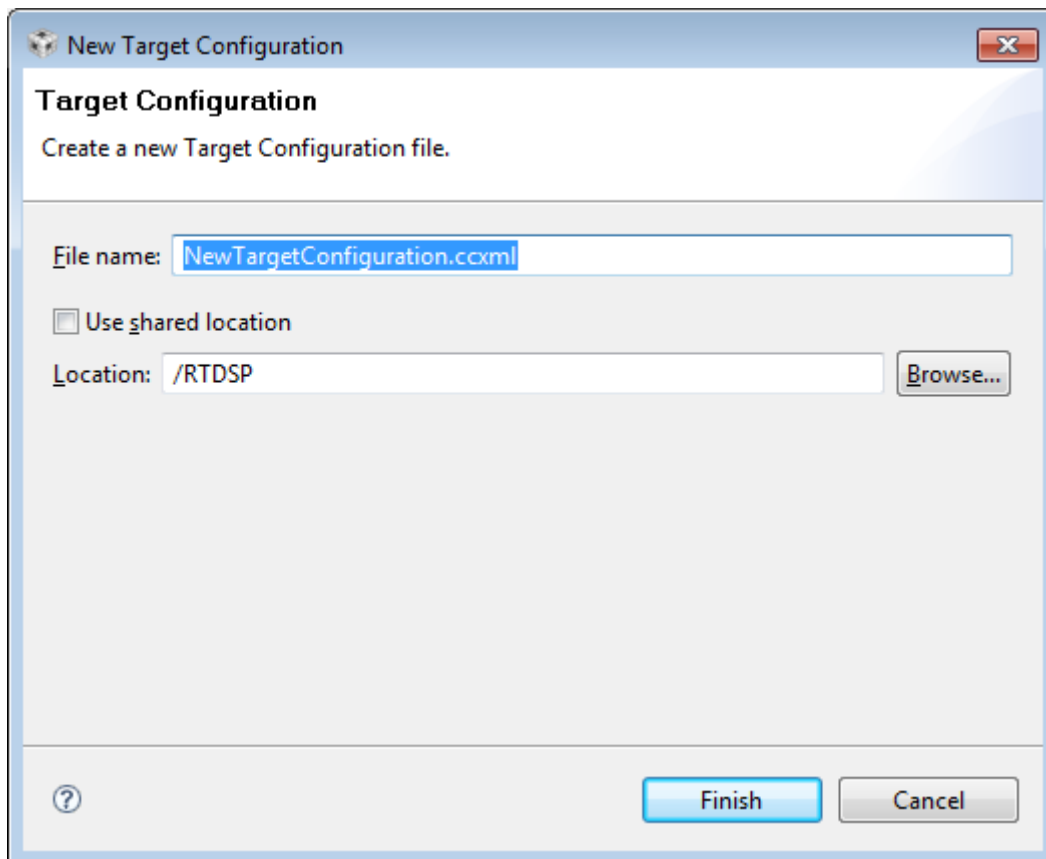 New Target Configuration
Target Configuration
Create a new Target Configuration file.
File name: NewTargetConfiguration.ccxml
Use shared location
Location: /RTDSP Browse...
? Finish Cancel